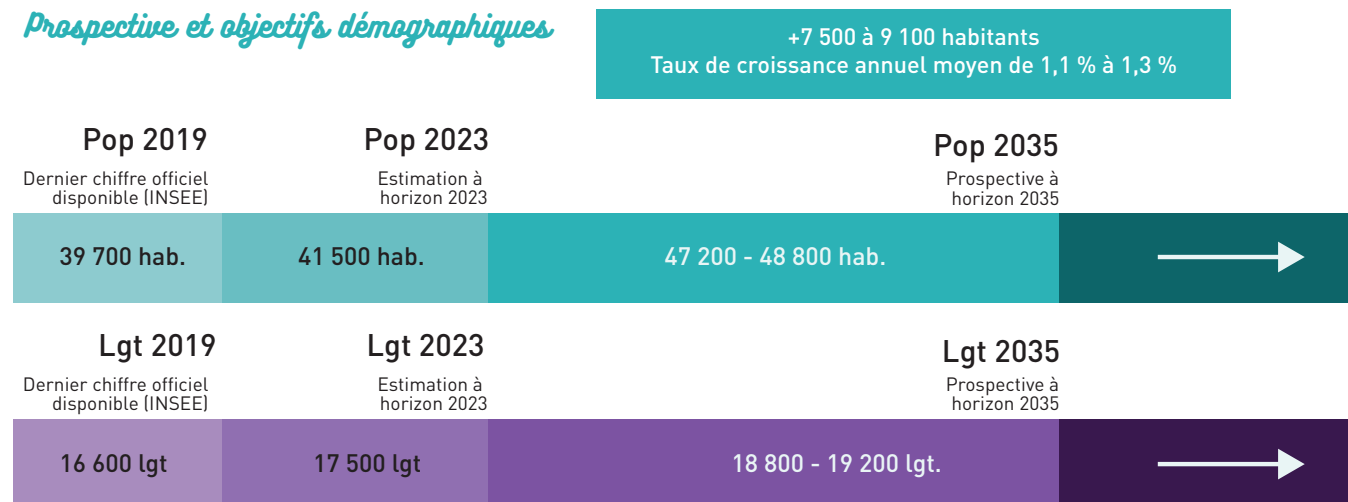 Prospective et objectifs démographiques
+7 500 à 9 100 habitants
Taux de croissance annuel moyen de 1,1 % à 1,3 %
Pop 2019
Dernier chiffre officiel
disponible (INSEE)
Pop 2023
Estimation à
horizon 2023
Pop 2035
Prospective à
horizon 2035
39 700 hab.
41 500 hab.
47 200 - 48 800 hab.
Lgt 2019
Dernier chiffre officiel
disponible (INSEE)
Lgt 2023
Estimation à
horizon 2023
Lgt 2035
Prospective à
horizon 2035
16 600 lgt
17 500 lgt
18 800 - 19 200 lgt.